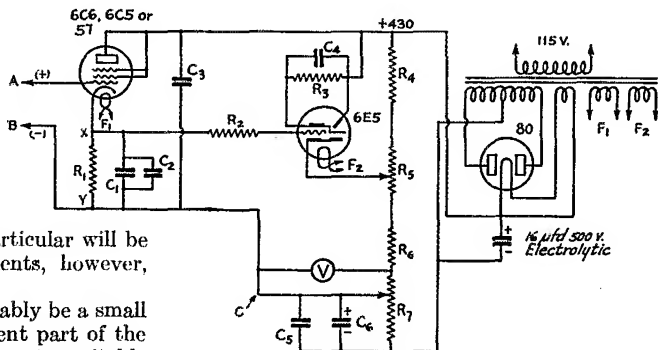 6C6, 6C5 or
57
+430
115 V.
A (+)
B (-)
F1
C3
C4
R3
R4
6E5
80
F1
F2
X
R2
F2
R1
C1
C2
R5
Y
16 µfd 500 v.
Electrolytic
+
-
R6
V
C
C5
+
-
C6
R7
articular will be
ents, however,
ably be a small
ent part of the